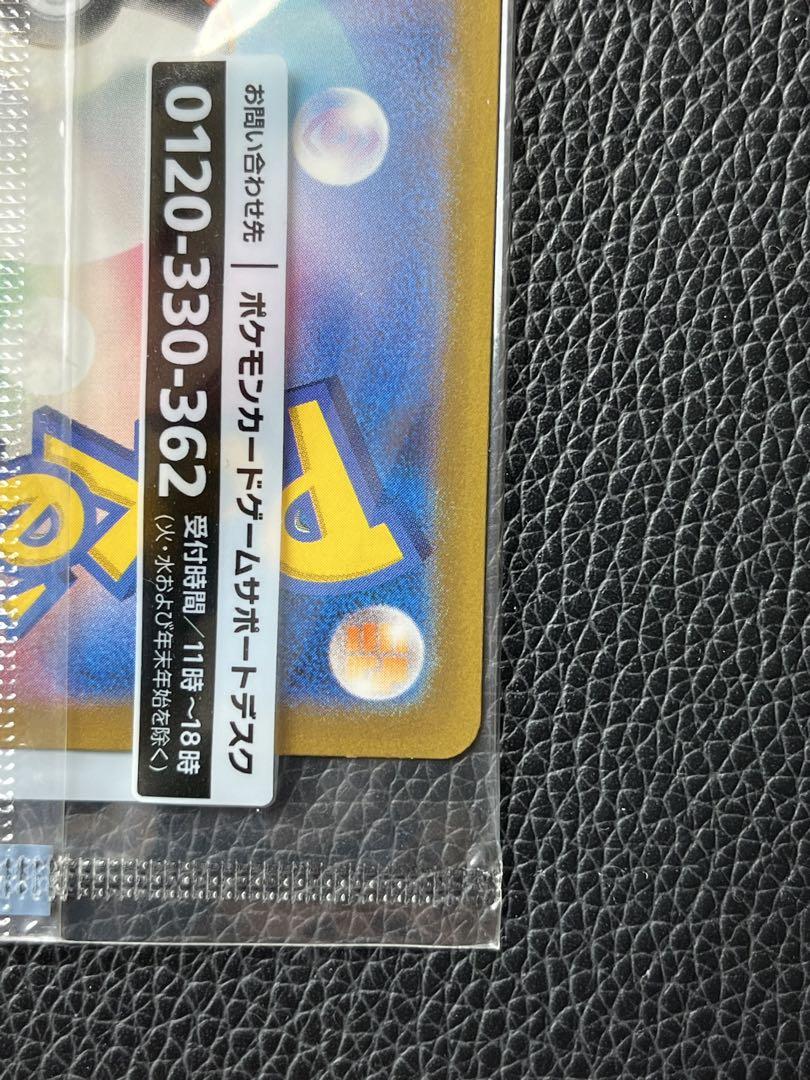 お問い合わせ先 | ポケモンカードゲームサポートデスク
0120-330-362 受付時間/11時~18時
(火・水および年末年始を除く)